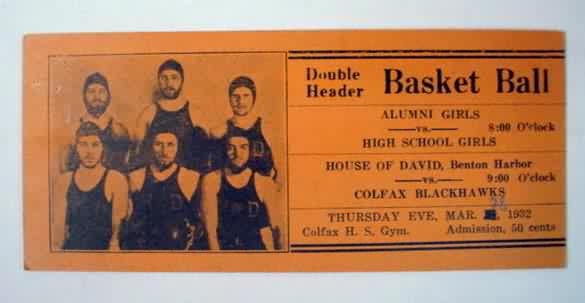 Double Header
Basket Ball
ALUMNI GIRLS
—vs.— 8:00 O'clock
HIGH SCHOOL GIRLS
HOUSE OF DAVID, Benton Harbor
—vs.— 9:00 O'clock
COLFAX BLACKHAWKS
THURSDAY EVE, MAR. , 1932
Colfax H. S. Gym. Admission, 50 cents
D
D